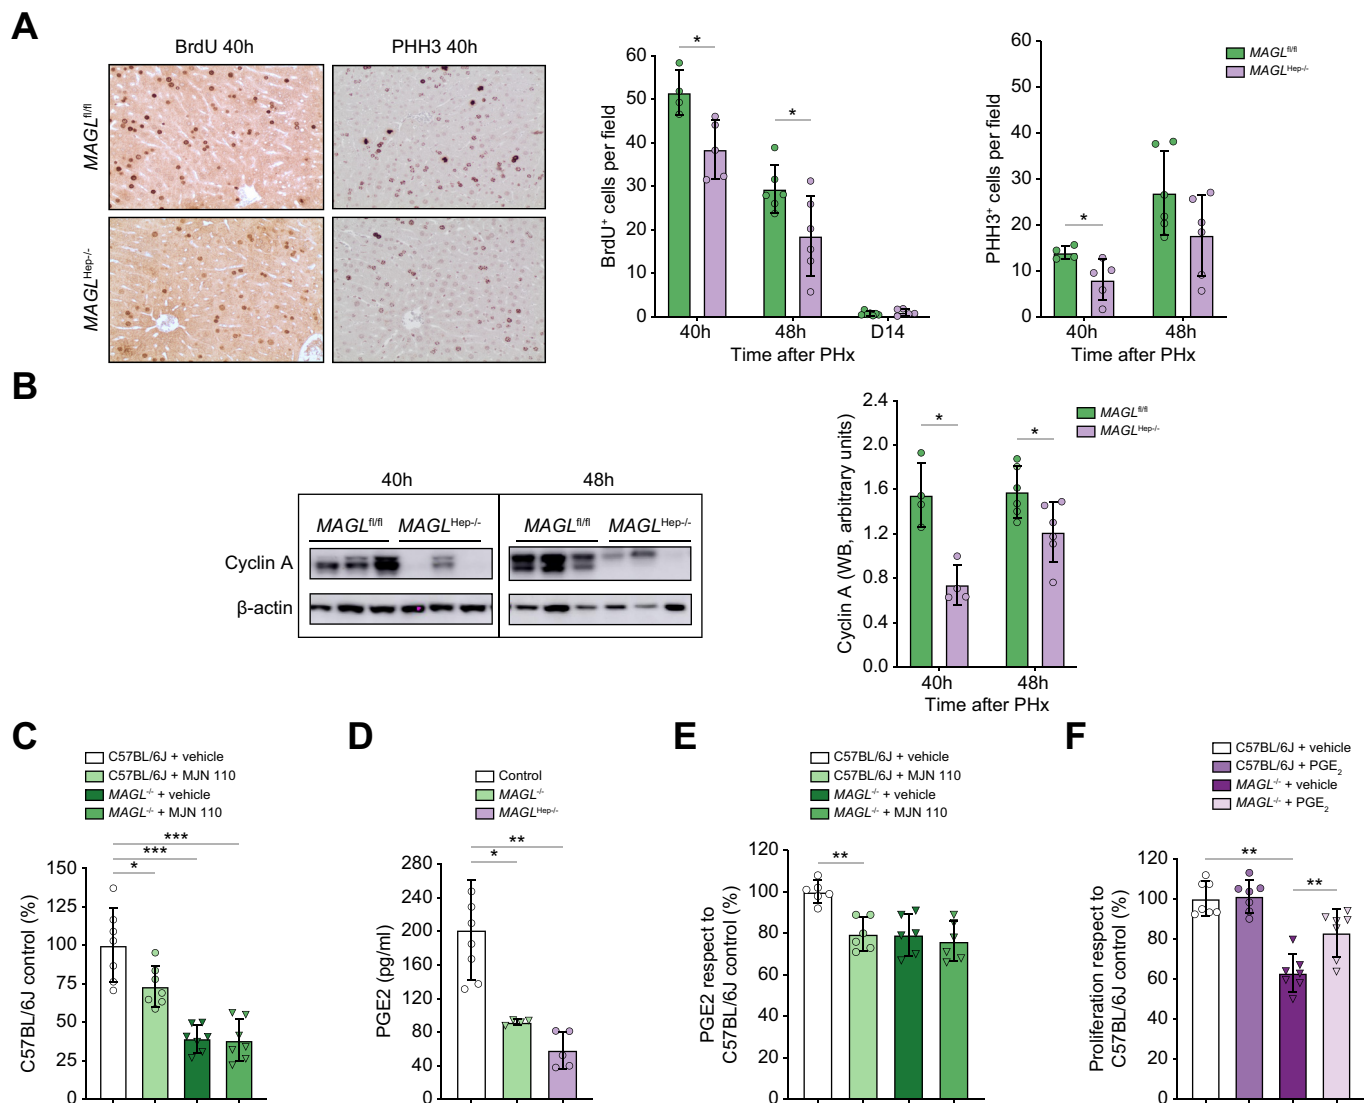 A
BrdU 40h
PHH3 40h
MAGLfl/fl
MAGLHep-/-
BrdU+ cells per field
60
50
40
30
20
10
0
*
*
40h
48h
D14
Time after PHx
PHH3+ cells per field
60
50
40
30
20
10
0
*
40h
48h
Time after PHx
MAGLfl/fl
MAGLHep-/-
B
40h
48h
MAGLfl/fl
MAGLHep-/-
MAGLfl/fl
MAGLHep-/-
Cyclin A
β-actin
Cyclin A (WB, arbitrary units)
2.4
2.0
1.6
1.2
0.8
0.4
0.0
*
*
40h
48h
Time after PHx
MAGLfl/fl
MAGLHep-/-
C
C57BL/6J + vehicle
C57BL/6J + MJN 110
MAGL-/- + vehicle
MAGL-/- + MJN 110
***
***
*
C57BL/6J control (%)
150
125
100
75
50
25
0
D
Control
MAGL-/-
MAGLHep-/-
**
*
PGE2 (pg/ml)
280
240
200
160
120
80
40
0
E
C57BL/6J + vehicle
C57BL/6J + MJN 110
MAGL-/- + vehicle
MAGL-/- + MJN 110
**
PGE2 respect to
C57BL/6J control (%)
120
100
80
60
40
20
0
F
C57BL/6J + vehicle
C57BL/6J + PGE2
MAGL-/- + vehicle
MAGL-/- + PGE2
**
**
Proliferation respect to
C57BL/6J control (%)
120
100
80
60
40
20
0